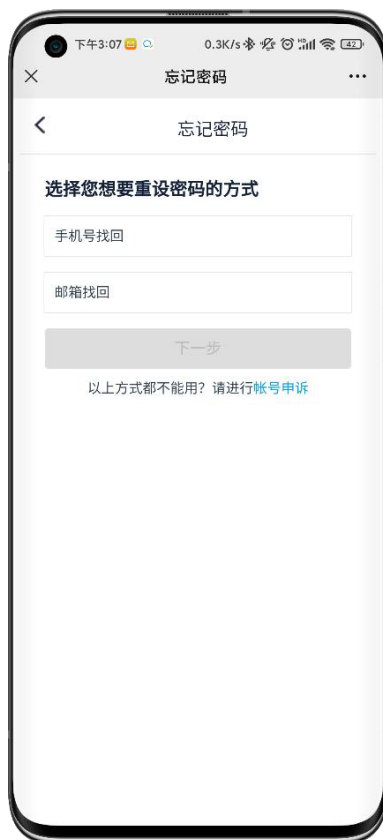 下午3:07 0.3K/s 42
忘记密码
忘记密码
选择您想要重设密码的方式
手机号找回
邮箱找回
下一步
以上方式都不能用？请进行帐号申诉